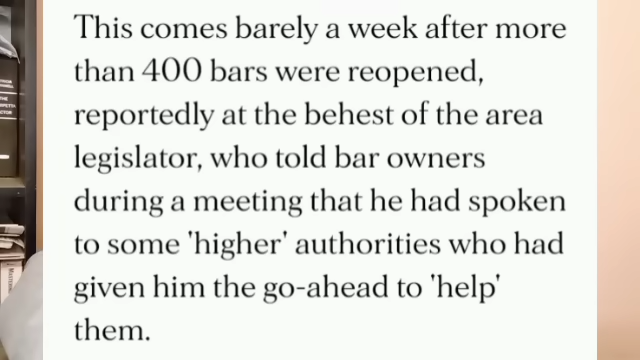 This comes barely a week after more
than 400 bars were reopened,
reportedly at the behest of the area
legislator, who told bar owners
during a meeting that he had spoken
to some 'higher' authorities who had
given him the go-ahead to 'help'
them.